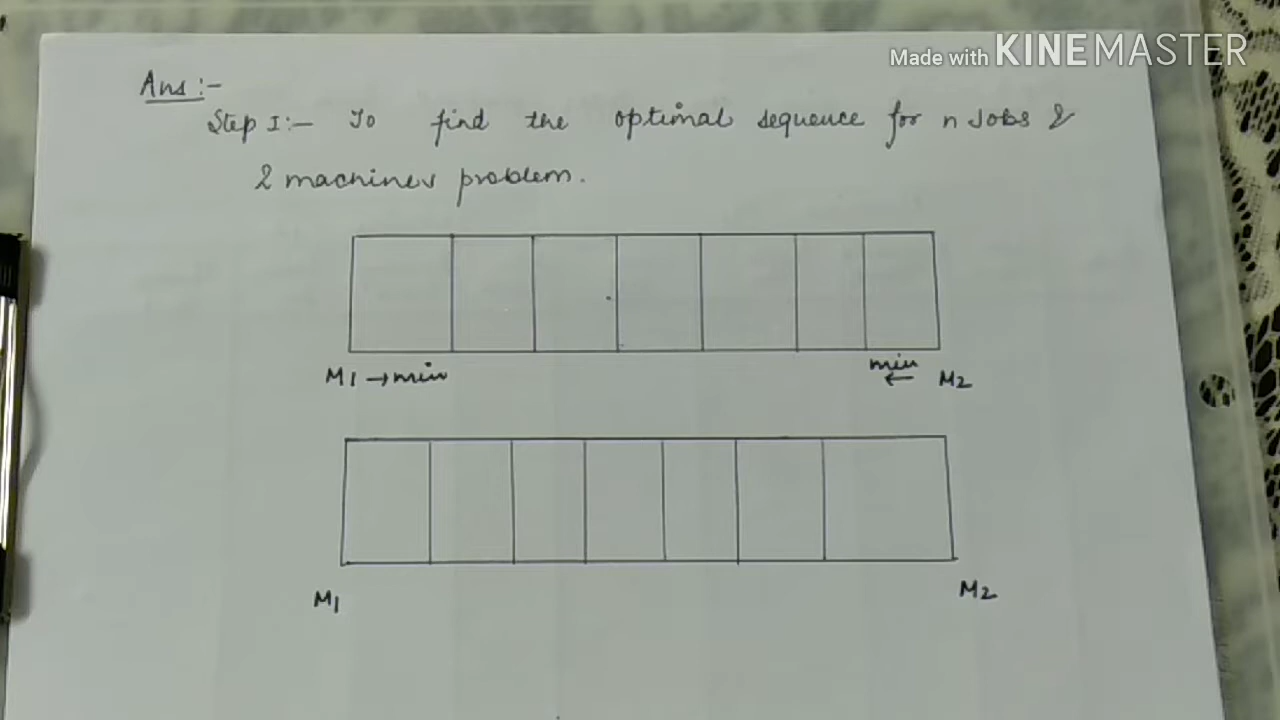 Made with KINEMASTER
Ans:-
Step I:- To find the optimal sequence for n Jobs &
2 machines problem.
M1 → min
min ← M2
M1
M2